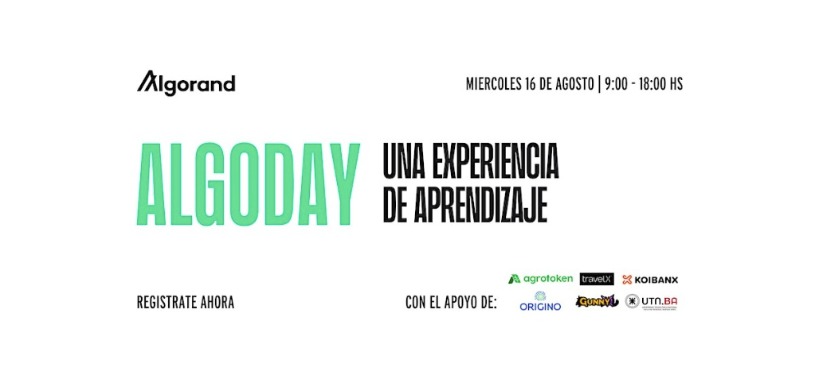 Algorand
MIERCOLES 16 DE AGOSTO | 9:00 - 18:00 HS
ALGODAY
UNA EXPERIENCIA
DE APRENDIZAJE
REGISTRATE AHORA
CON EL APOYO DE:
agrotoken travelX KOIBANX
ORIGINO GUNNY UTN.BA